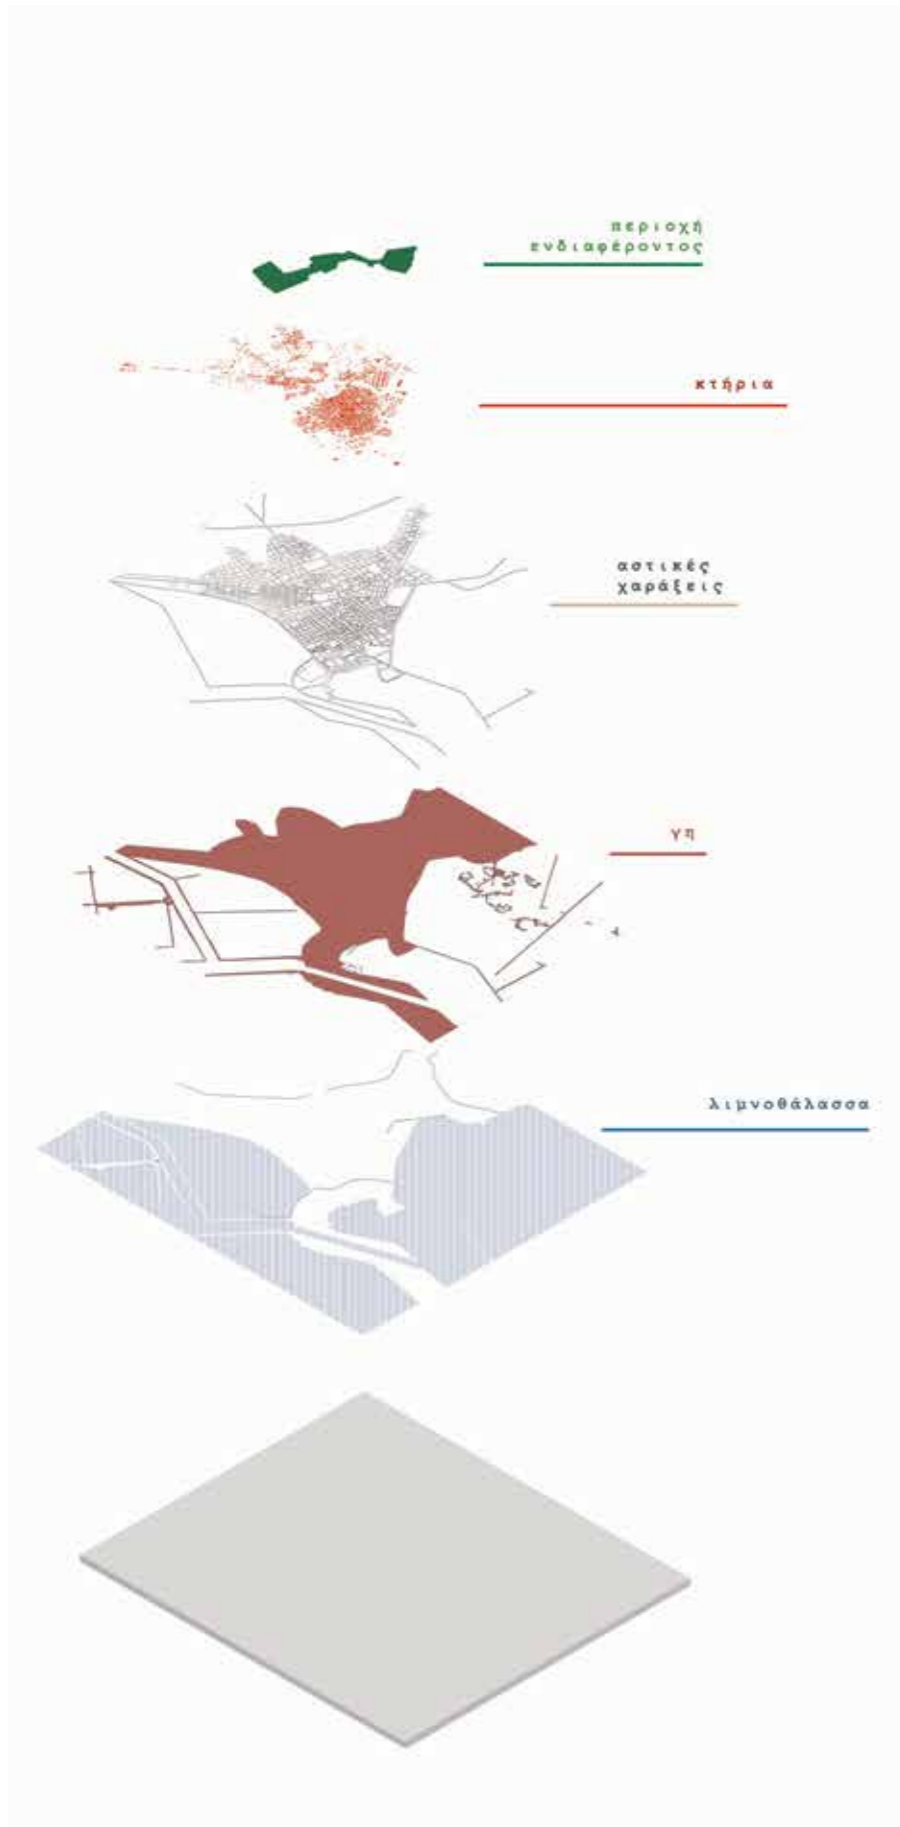 περιοχή
ενδιαφέροντος
κτήρια
αστικές
χαράξεις
γη
λιμνοθάλασσα